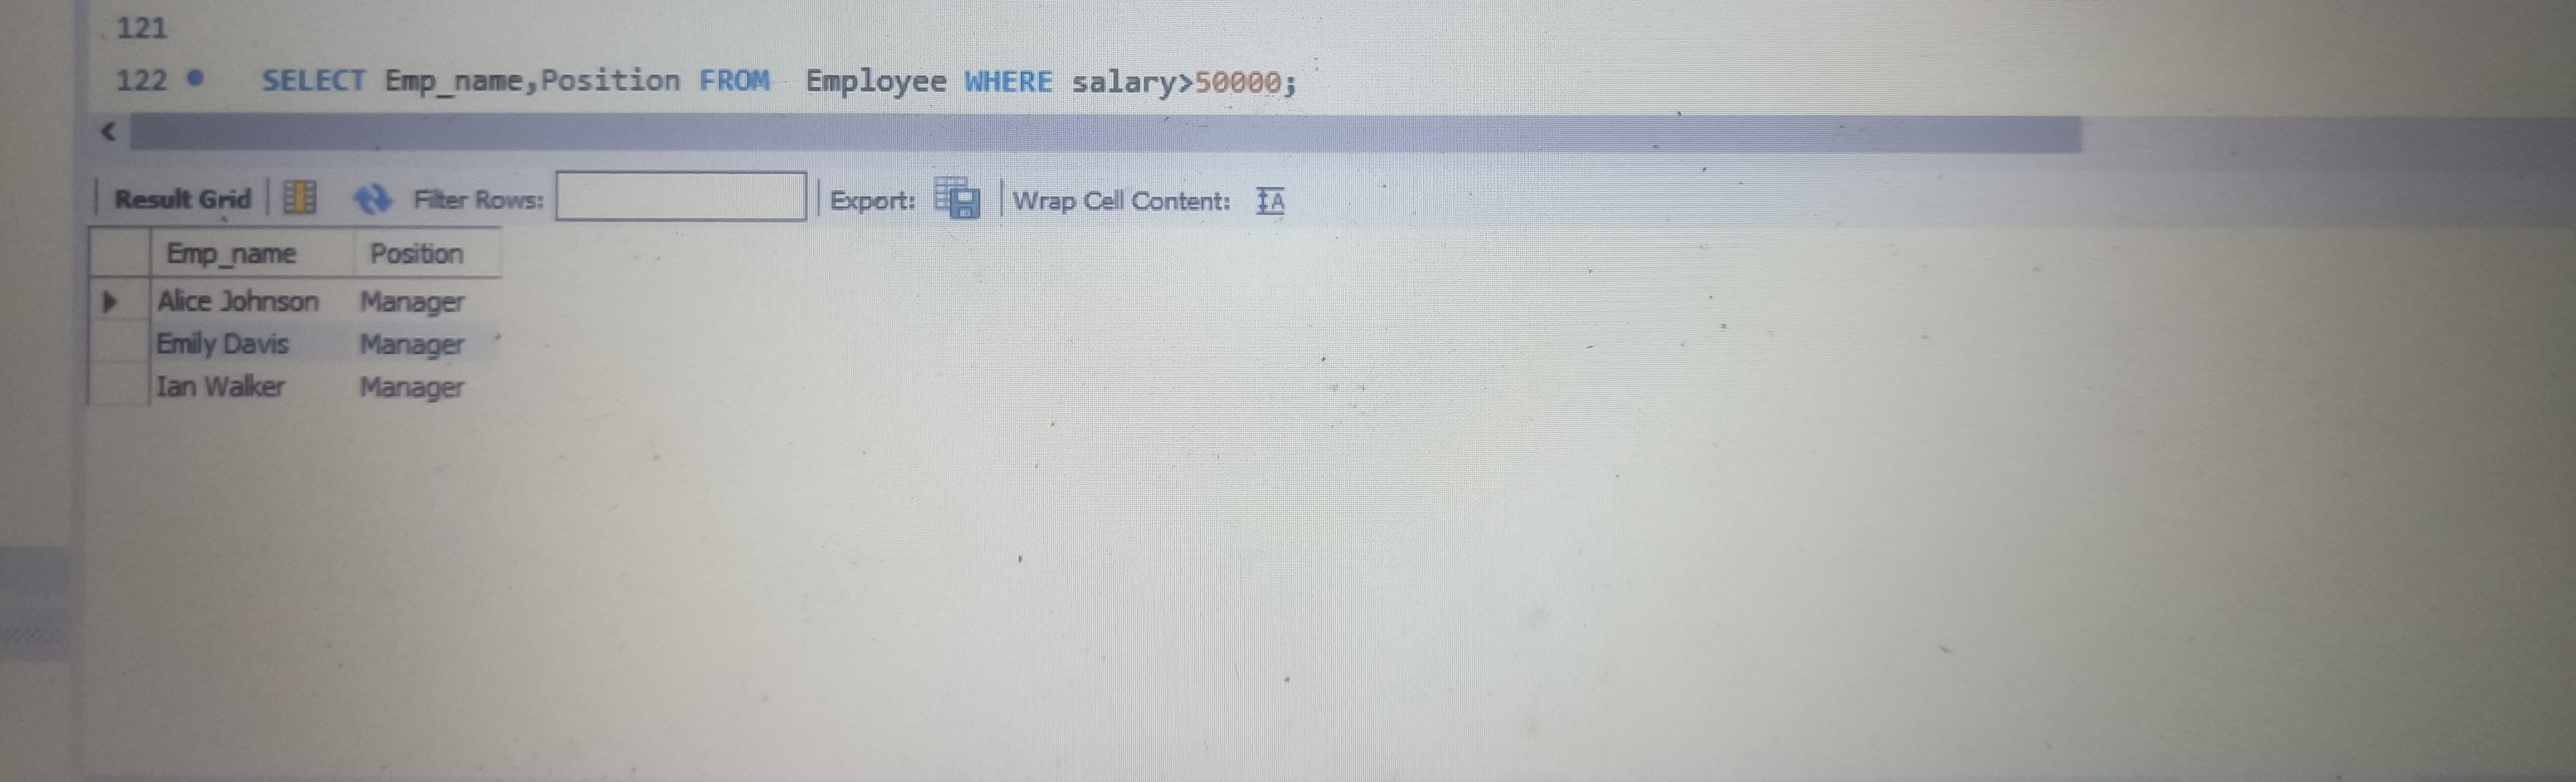 121
122 SELECT Emp_name,Position FROM  Employee WHERE salary>50000;
Result Grid Filter Rows: Export: Wrap Cell Content: IA
Emp_name Position
Alice Johnson Manager
Emily Davis Manager
Ian Walker Manager